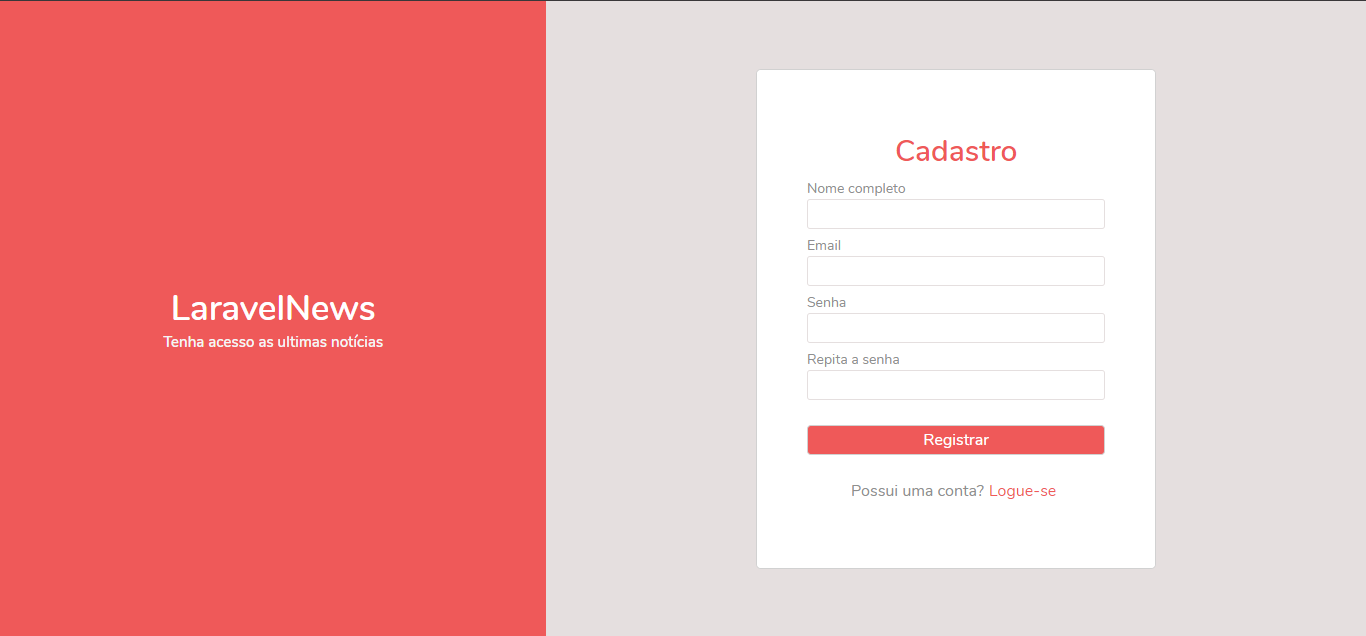 LaravelNews
Tenha acesso as ultimas notícias
Cadastro
Nome completo
Email
Senha
Repita a senha
Registrar
Possui uma conta? Logue-se